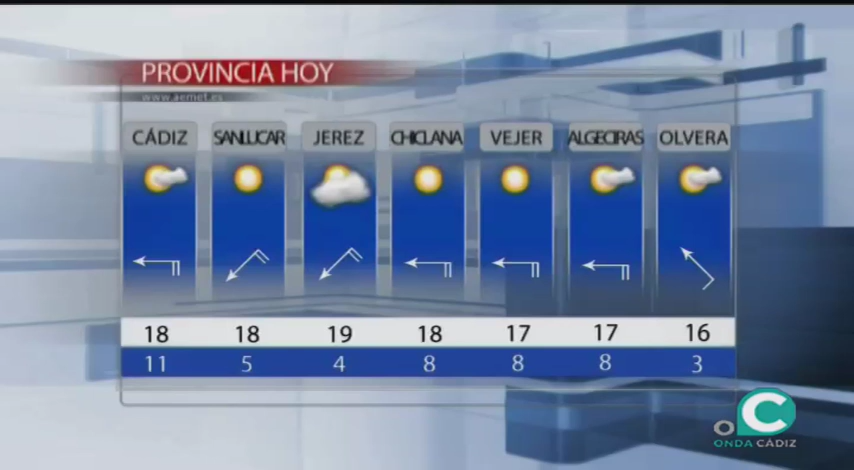 PROVINCIA HOY
www.aemet.es
CÁDIZ SANLUCAR JEREZ CHICLANA VEJER ALGECIRAS OLVERA
18 18 19 18 17 17 16
11 5 4 8 8 8 3
OC
ONDA CÁDIZ